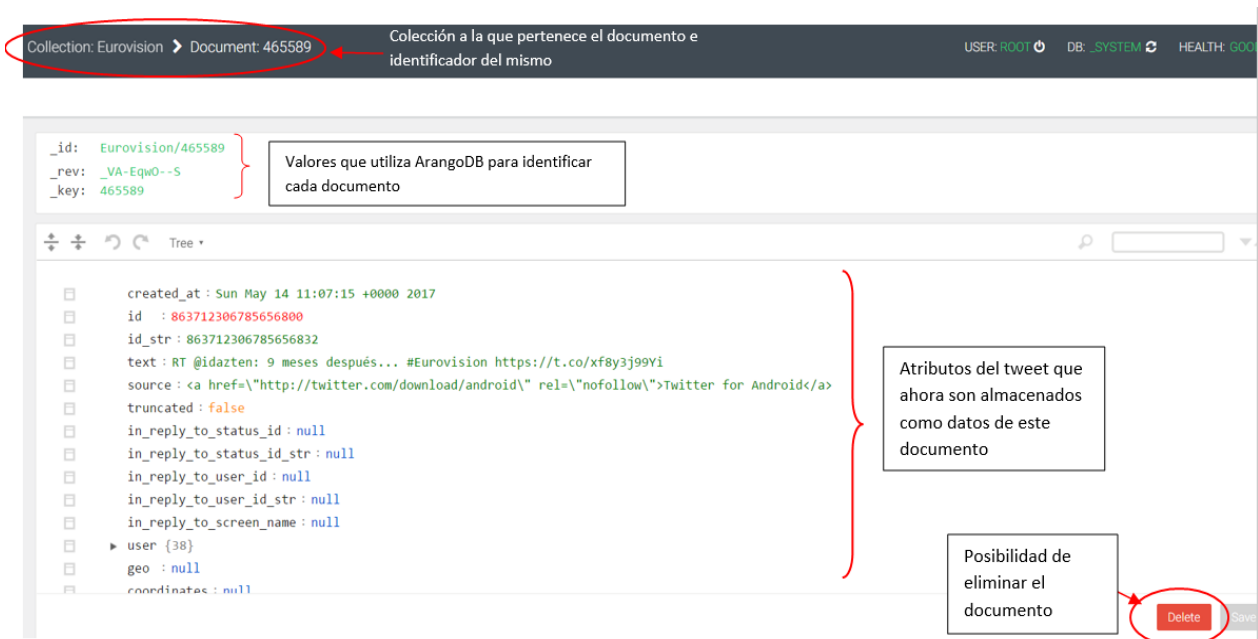 Collection: Eurovision > Document: 465589
Colección a la que pertenece el documento e
identificador del mismo
USER: ROOT DB: _SYSTEM HEALTH: GOOD
_id: Eurovision/465589
_rev: _VA-EqwO--S
_key: 465589
Valores que utiliza ArangoDB para identificar
cada documento
Tree
created_at : Sun May 14 11:07:15 +0000 2017
id : 863712306785656800
id_str : 863712306785656832
text : RT @idazten: 9 meses después... #Eurovision https://t.co/xf8y3j99Yi
source : <a href=\"http://twitter.com/download/android\" rel=\"nofollow\">Twitter for Android</a>
truncated : false
in_reply_to_status_id : null
in_reply_to_status_id_str : null
in_reply_to_user_id : null
in_reply_to_user_id_str : null
in_reply_to_screen_name : null
user {38}
geo : null
coordinates : null
Atributos del tweet que
ahora son almacenados
como datos de este
documento
Posibilidad de
eliminar el
documento
Delete
Save